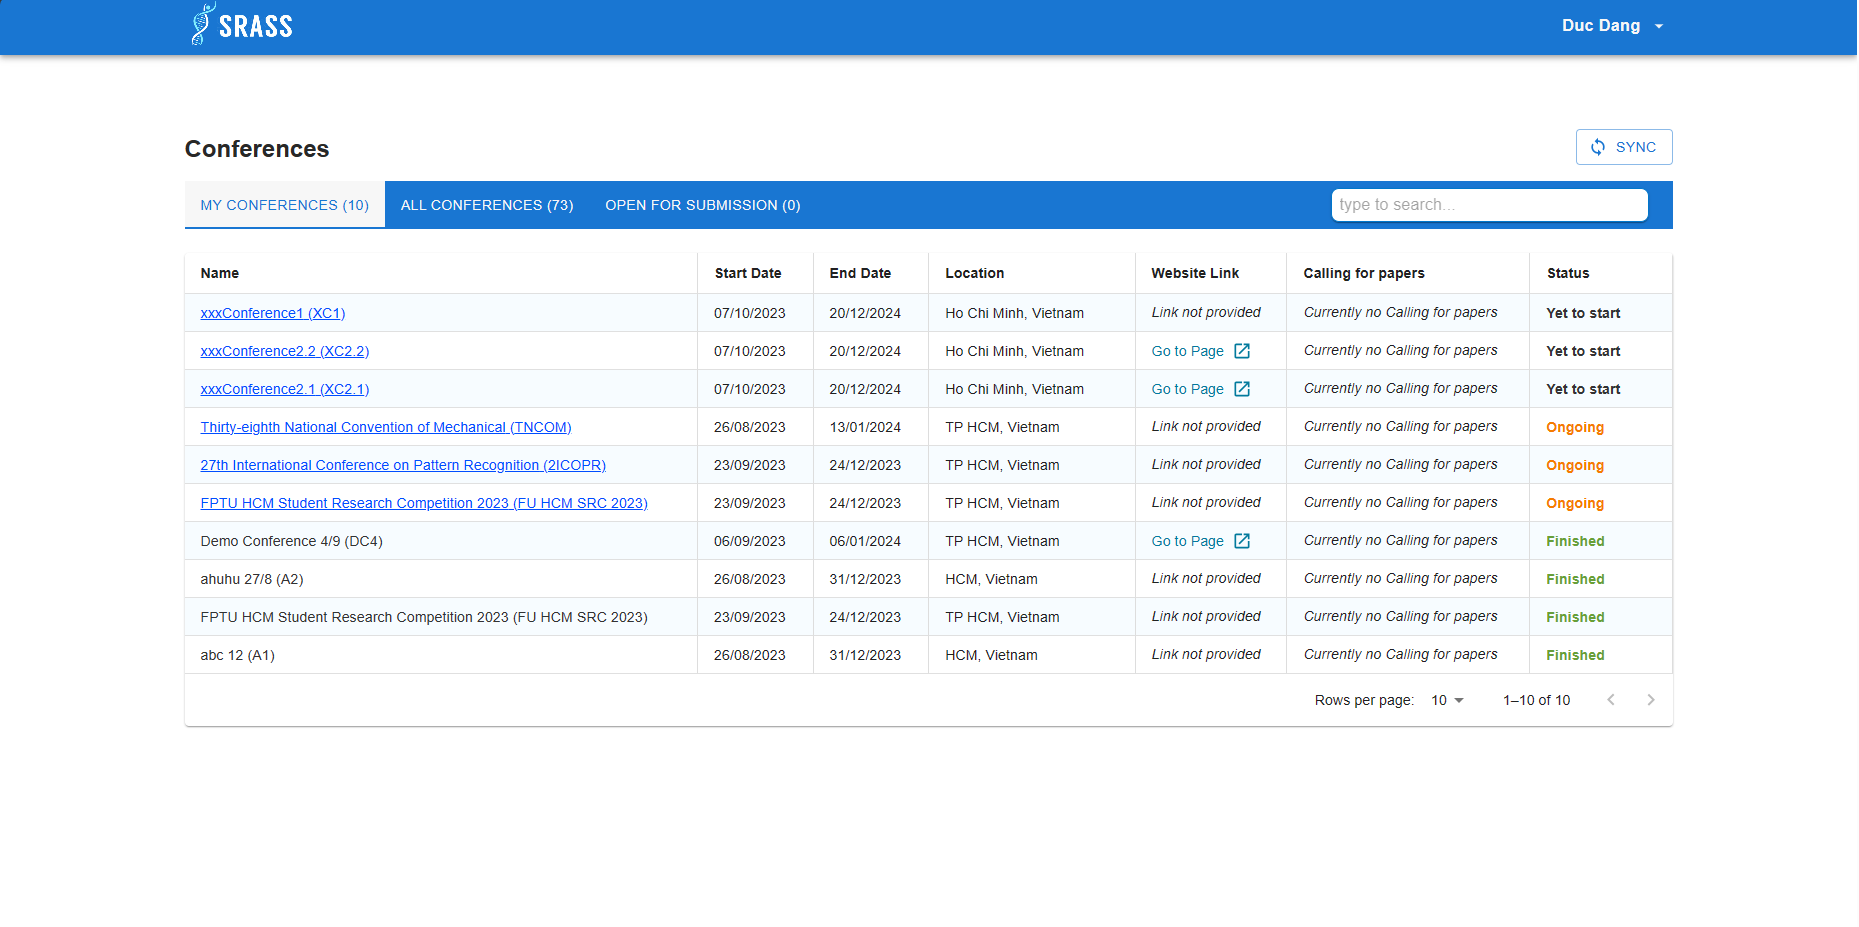 SRASS
Duc Dang
Conferences
SYNC
MY CONFERENCES (10) ALL CONFERENCES (73) OPEN FOR SUBMISSION (0) type to search...
Name Start Date End Date Location Website Link Calling for papers Status
xxxConference1 (XC1) 07/10/2023 20/12/2024 Ho Chi Minh, Vietnam Link not provided Currently no Calling for papers Yet to start
xxxConference2.2 (XC2.2) 07/10/2023 20/12/2024 Ho Chi Minh, Vietnam Go to Page Currently no Calling for papers Yet to start
xxxConference2.1 (XC2.1) 07/10/2023 20/12/2024 Ho Chi Minh, Vietnam Go to Page Currently no Calling for papers Yet to start
Thirty-eighth National Convention of Mechanical (TNCOM) 26/08/2023 13/01/2024 TP HCM, Vietnam Link not provided Currently no Calling for papers Ongoing
27th International Conference on Pattern Recognition (2ICOPR) 23/09/2023 24/12/2023 TP HCM, Vietnam Link not provided Currently no Calling for papers Ongoing
FPTU HCM Student Research Competition 2023 (FU HCM SRC 2023) 23/09/2023 24/12/2023 TP HCM, Vietnam Link not provided Currently no Calling for papers Ongoing
Demo Conference 4/9 (DC4) 06/09/2023 06/01/2024 TP HCM, Vietnam Go to Page Currently no Calling for papers Finished
ahuhu 27/8 (A2) 26/08/2023 31/12/2023 HCM, Vietnam Link not provided Currently no Calling for papers Finished
FPTU HCM Student Research Competition 2023 (FU HCM SRC 2023) 23/09/2023 24/12/2023 TP HCM, Vietnam Link not provided Currently no Calling for papers Finished
abc 12 (A1) 26/08/2023 31/12/2023 HCM, Vietnam Link not provided Currently no Calling for papers Finished
Rows per page: 10 1–10 of 10